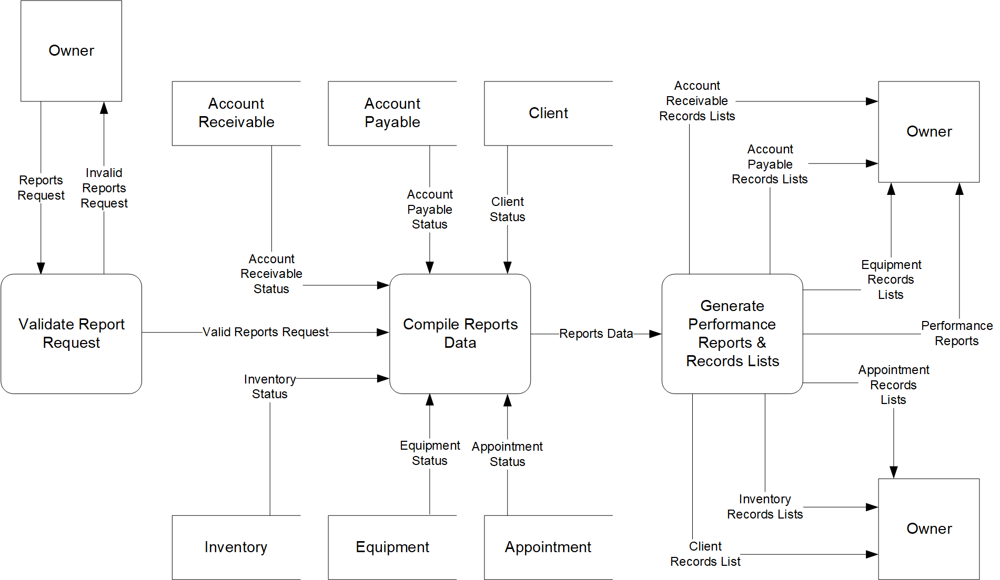 Owner
Account
Receivable
Account
Payable
Client
Account
Receivable
Records Lists
Owner
Account
Payable
Records Lists
Reports
Request
Invalid
Reports
Request
Account
Payable
Status
Client
Status
Account
Receivable
Status
Equipment
Records
Lists
Validate Report
Request
Valid Reports Request
Compile Reports
Data
Reports Data
Generate
Performance
Reports &
Records Lists
Performance
Reports
Inventory
Status
Appointment
Records
Lists
Equipment
Status
Appointment
Status
Inventory
Records Lists
Owner
Inventory
Equipment
Appointment
Client
Records List